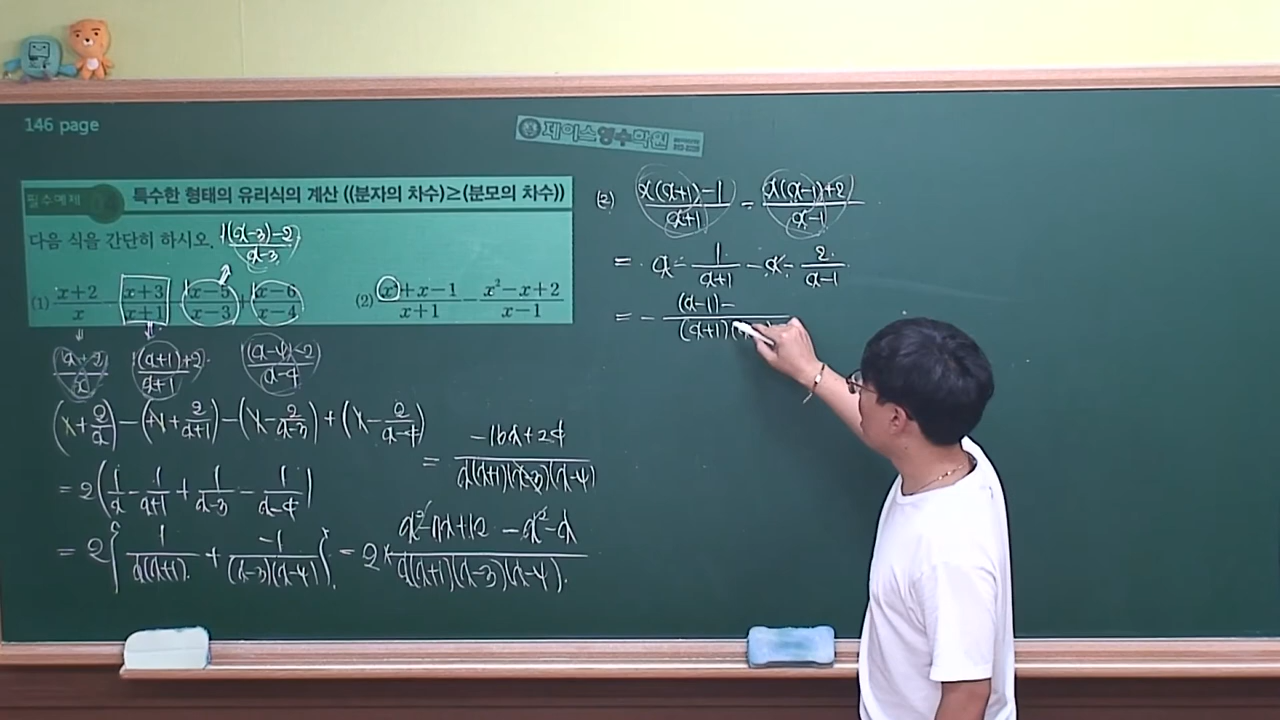 146 page
제이스영수학원
필수예제 특수한 형태의 유리식의 계산 ((분자의 차수)≥(분모의 차수))
다음 식을 간단히 하시오. 1(x-3)-2/x-3
(1) x+2/x - x+3/x+1 - x-5/x-3 + x-6/x-4 (2) x²+x-1/x+1 - x²-x+2/x-1
x+2/x 1(x+1)+2/x+1 (x-4)-2/x-4
-(x-3)(x-4)
= 2(1/x - 1/x+1 + 1/x-3 - 1/x-4)
= 2{1/x(x+1) + -1/(x-3)(x-4)} = 2× x²-7x+12-x²-x/x(x+1)(x-3)(x-4)
= -16x+24/x(x+1)(x-3)(x-4)
(2) x(x+1)-1/x+1 - x(x-1)+2/x-1
= x - 1/x+1 - x - 2/x-1
= - (x-1)-/(x+1)